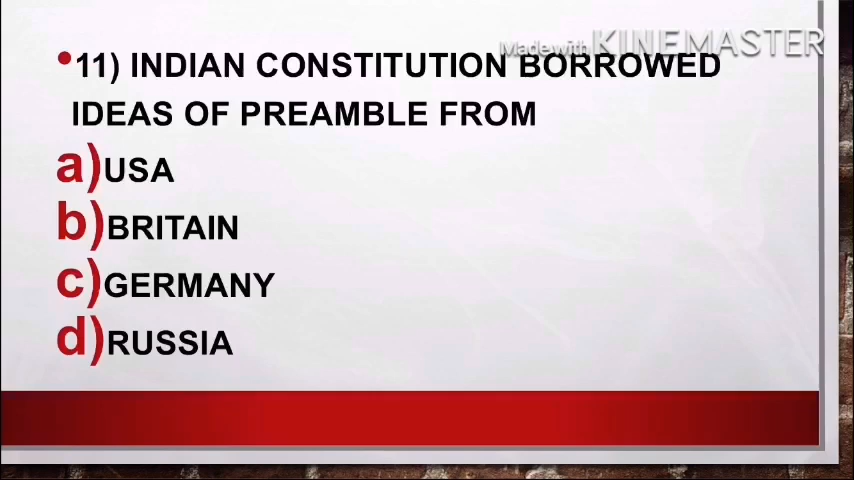 Made with KINEMASTER
•11) INDIAN CONSTITUTION BORROWED
IDEAS OF PREAMBLE FROM
a)USA
b)BRITAIN
c)GERMANY
d)RUSSIA